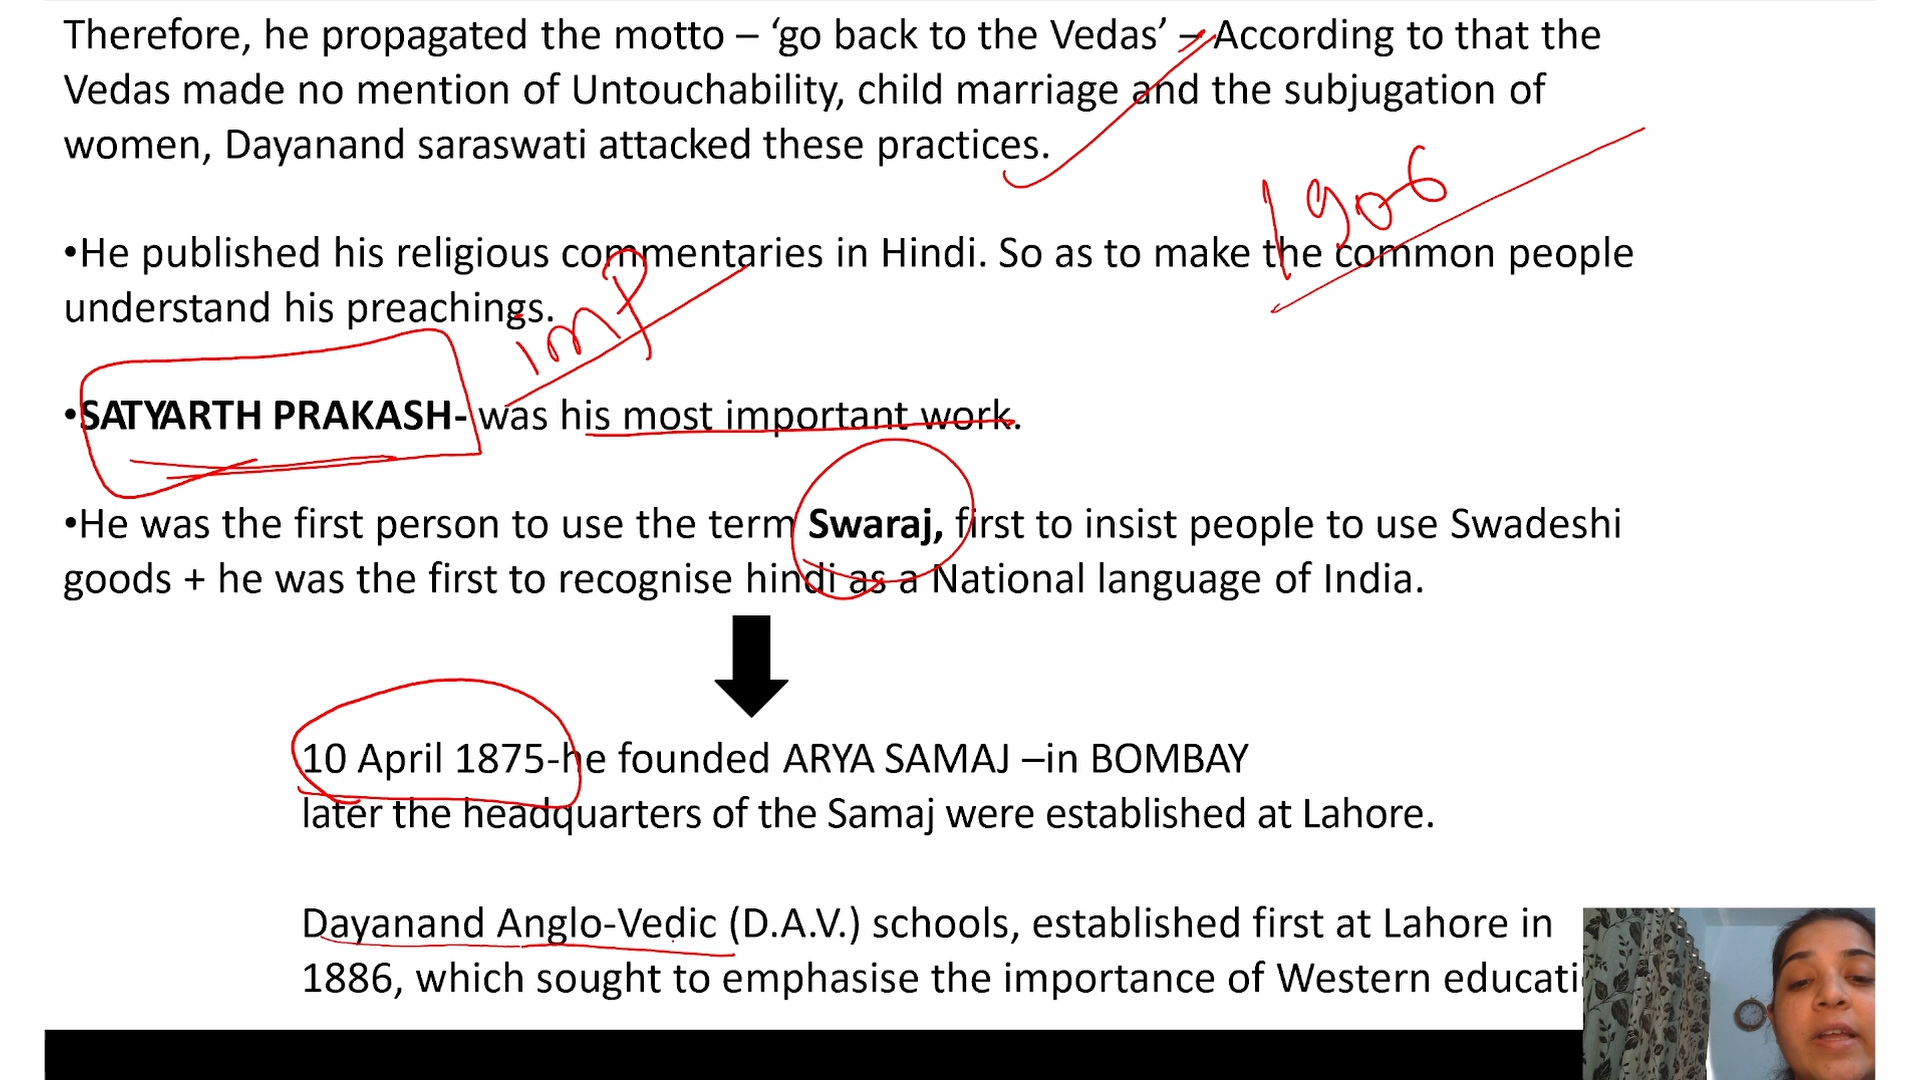 Therefore, he propagated the motto – ‘go back to the Vedas’ – According to that the
Vedas made no mention of Untouchability, child marriage and the subjugation of
women, Dayanand saraswati attacked these practices.
1906
•He published his religious commentaries in Hindi. So as to make the common people
understand his preachings.
imp
•SATYARTH PRAKASH- was his most important work.
•He was the first person to use the term Swaraj, first to insist people to use Swadeshi
goods + he was the first to recognise hindi as a National language of India.
10 April 1875-he founded ARYA SAMAJ –in BOMBAY
later the headquarters of the Samaj were established at Lahore.
Dayanand Anglo-Vedic (D.A.V.) schools, established first at Lahore in
1886, which sought to emphasise the importance of Western educati